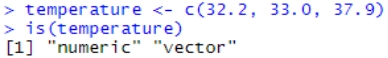 > temperature <- c(32.2, 33.0, 37.9)
> is(temperature)
[1] "numeric" "vector"